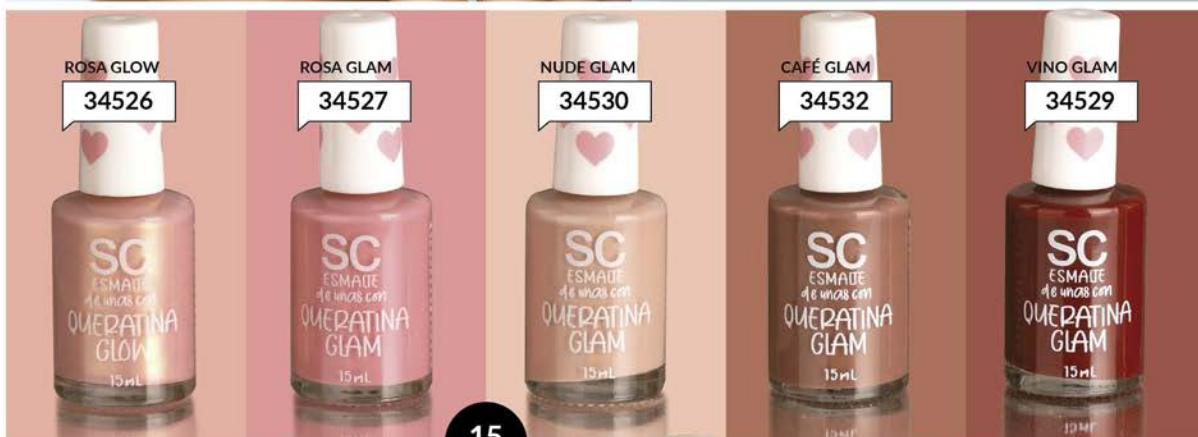 ROSA GLOW
34526
ROSA GLAM
34527
NUDE GLAM
34530
CAFÉ GLAM
34532
VINO GLAM
34529
SC
ESMALTE
de uñas con
QUERATINA
GLOW
15mL
SC
ESMALTE
de uñas con
QUERATINA
GLAM
15mL
SC
ESMALTE
de uñas con
QUERATINA
GLAM
15mL
SC
ESMALTE
de uñas con
QUERATINA
GLAM
15mL
SC
ESMALTE
de uñas con
QUERATINA
GLAM
15mL
15